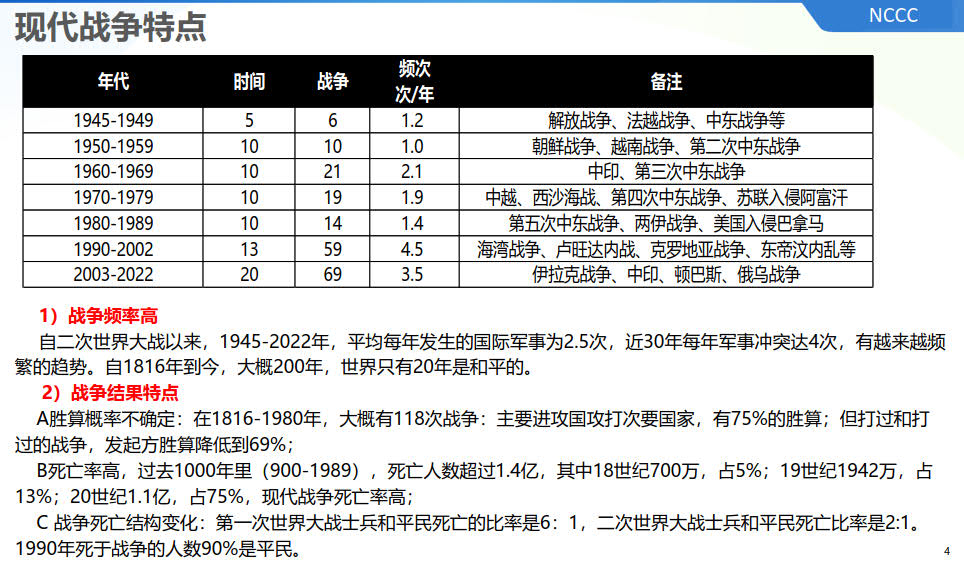 现代战争特点
NCCC
年代 时间 战争 频次 次/年 备注
1945-1949 5 6 1.2 解放战争、法越战争、中东战争等
1950-1959 10 10 1.0 朝鲜战争、越南战争、第二次中东战争
1960-1969 10 21 2.1 中印、第三次中东战争
1970-1979 10 19 1.9 中越、西沙海战、第四次中东战争、苏联入侵阿富汗
1980-1989 10 14 1.4 第五次中东战争、两伊战争、美国入侵巴拿马
1990-2002 13 59 4.5 海湾战争、卢旺达内战、克罗地亚战争、东帝汶内乱等
2003-2022 20 69 3.5 伊拉克战争、中印、顿巴斯、俄乌战争
1）战争频率高
自二次世界大战以来，1945-2022年，平均每年发生的国际军事为2.5次，近30年每年军事冲突达4次，有越来越频
繁的趋势。自1816年到今，大概200年，世界只有20年是和平的。
2）战争结果特点
A胜算概率不确定：在1816-1980年，大概有118次战争：主要进攻国攻打次要国家，有75%的胜算；但打过和打
过的战争，发起方胜算降低到69%；
B死亡率高，过去1000年里（900-1989），死亡人数超过1.4亿，其中18世纪700万，占5%；19世纪1942万，占
13%；20世纪1.1亿，占75%，现代战争死亡率高；
C 战争死亡结构变化：第一次世界大战士兵和平民死亡的比率是6：1，二次世界大战士兵和平民死亡比率是2:1。
1990年死于战争的人数90%是平民。
4